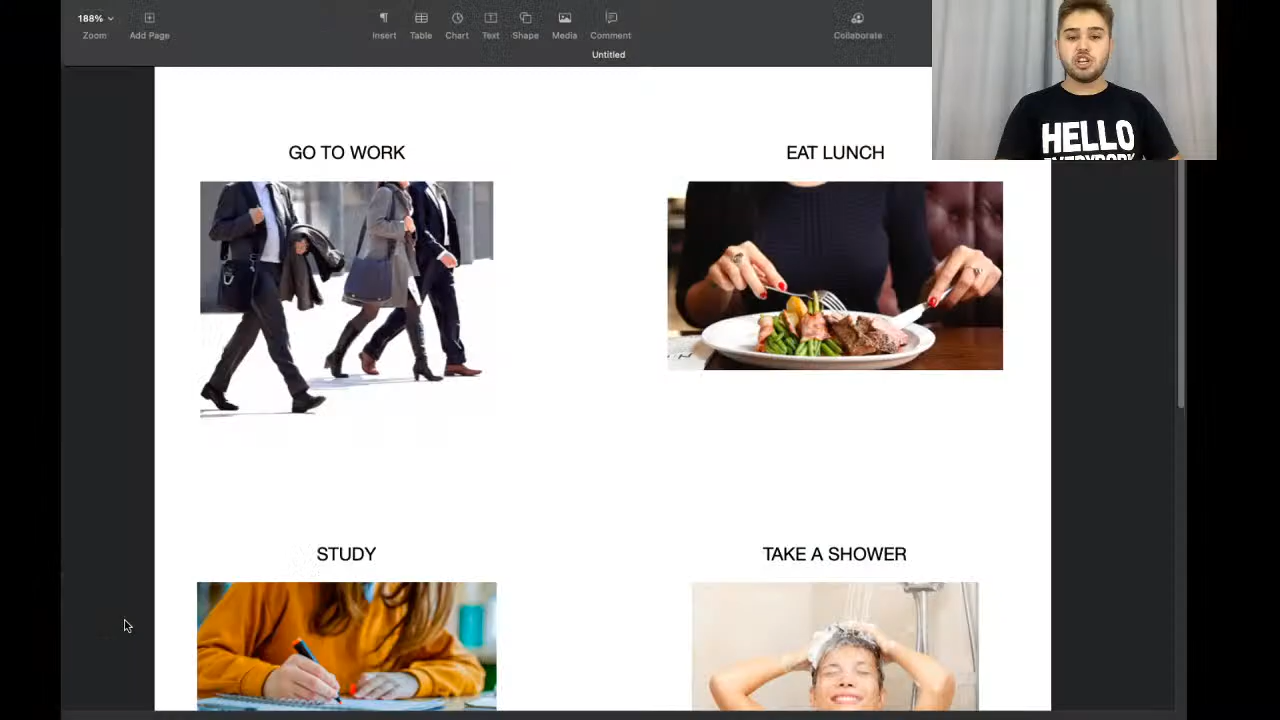 188%
Zoom
Add Page
Insert
Table
Chart
Text
Shape
Media
Comment
Collaborate
Untitled
HELLO
EVERYBODY
GO TO WORK
EAT LUNCH
STUDY
TAKE A SHOWER